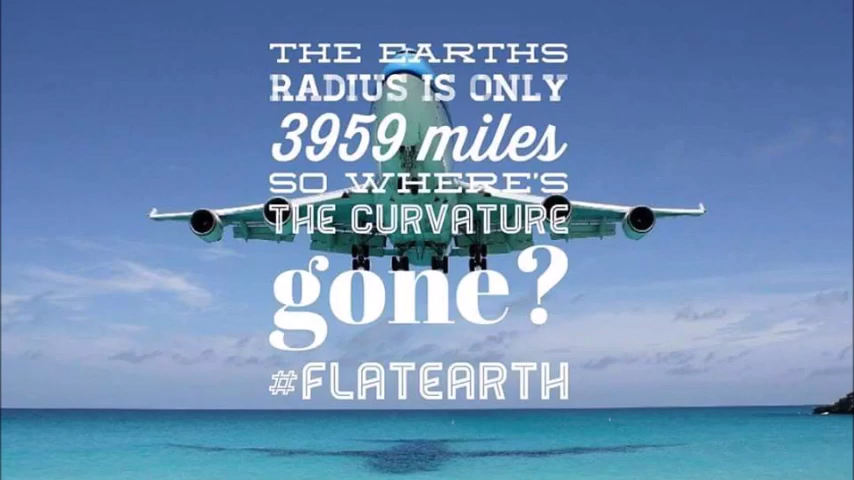 THE EARTHS
RADIUS IS ONLY
3959 miles
SO WHERE'S
THE CURVATURE
gone?
#FLATEARTH